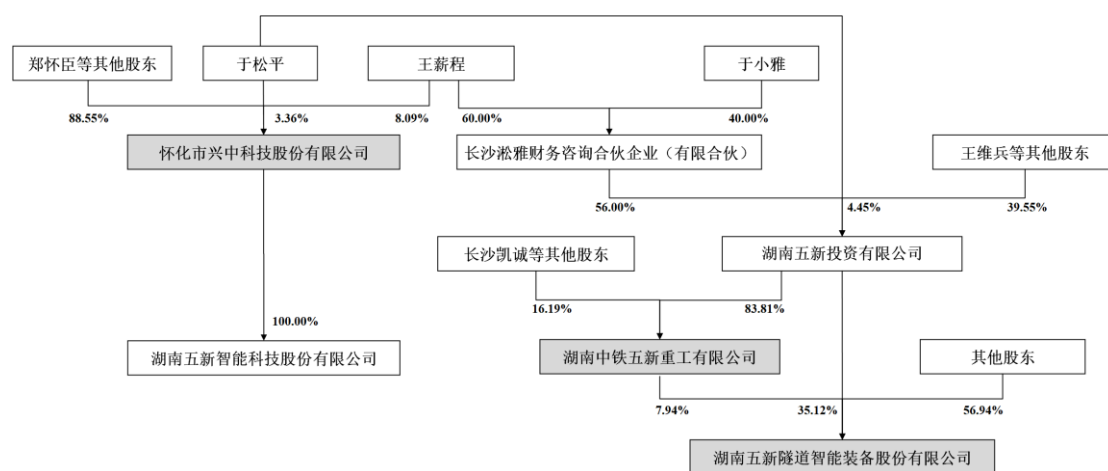 郑怀臣等其他股东
于松平
王薪程
于小雅
88.55%
3.36%
8.09%
60.00%
40.00%
怀化市兴中科技股份有限公司
长沙淞雅财务咨询合伙企业（有限合伙）
王维兵等其他股东
56.00%
4.45%
39.55%
长沙凯诚等其他股东
湖南五新投资有限公司
16.19%
83.81%
100.00%
湖南五新智能科技股份有限公司
湖南中铁五新重工有限公司
其他股东
7.94%
35.12%
56.94%
湖南五新隧道智能装备股份有限公司